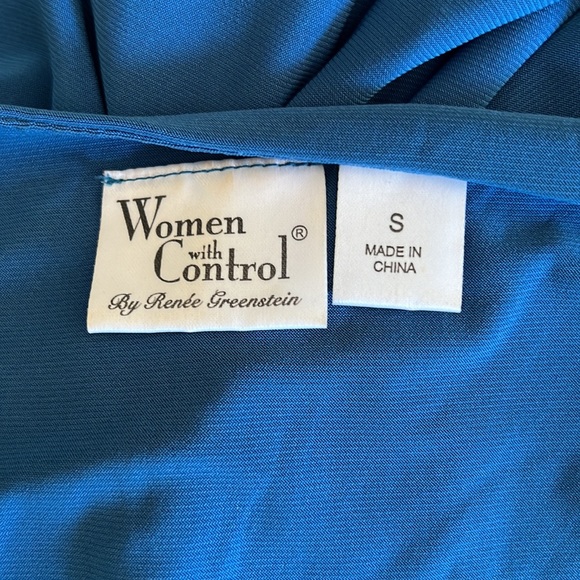 Women
with
Control®
By Renée Greenstein
S
MADE IN
CHINA